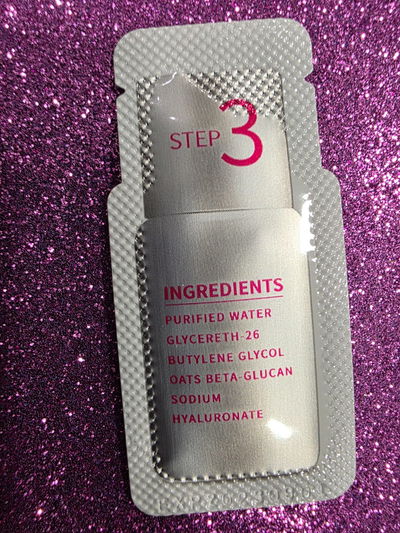 STEP 3
INGREDIENTS
PURIFIED WATER
GLYCERETH-26
BUTYLENE GLYCOL
OATS BETA-GLUCAN
SODIUM
HYALURONATE